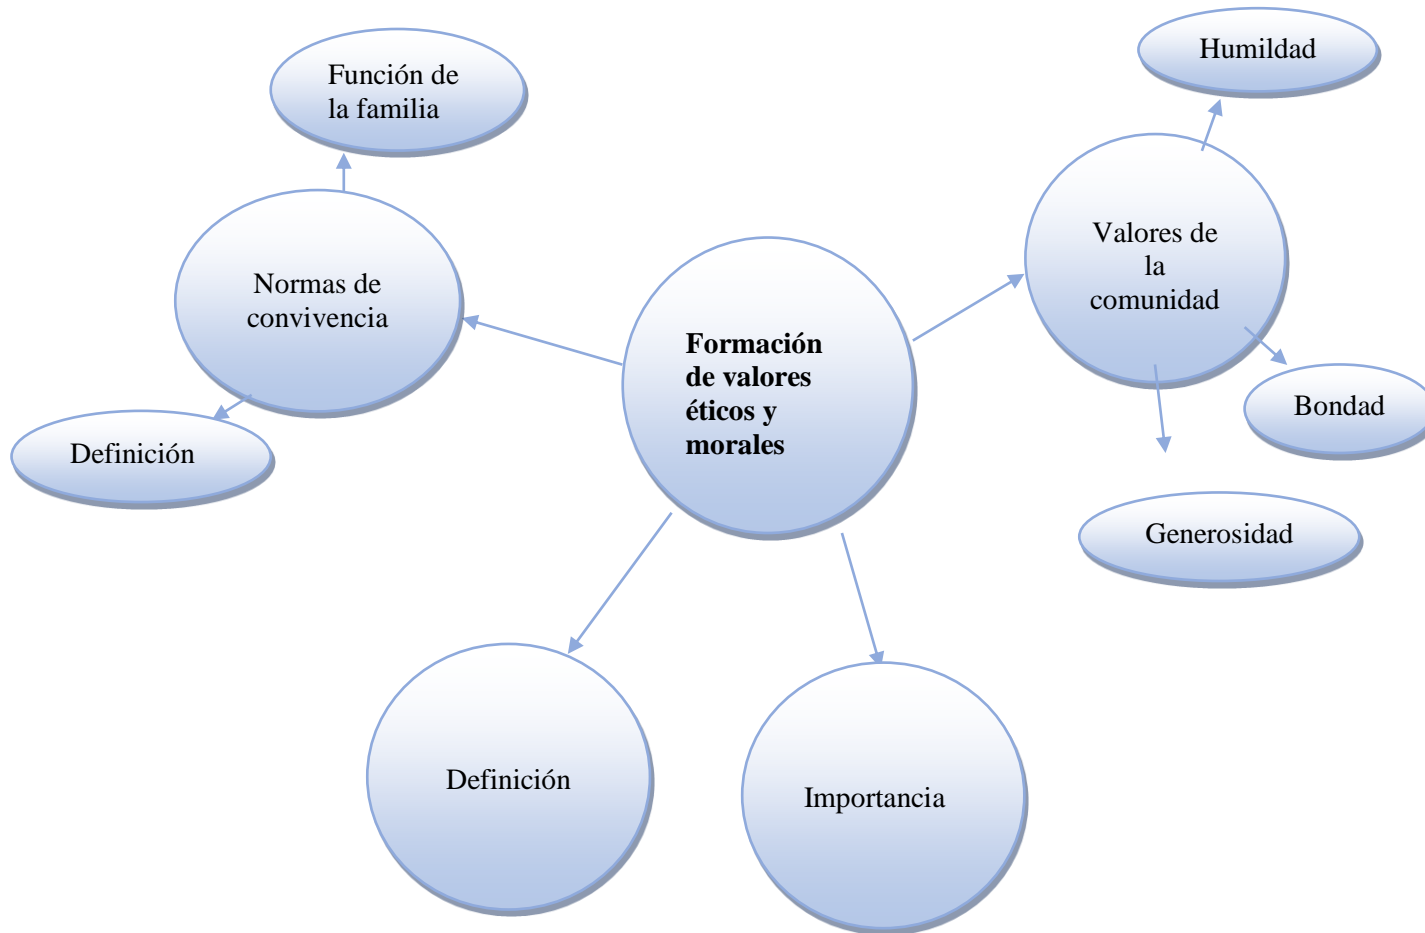 Humildad
Función de
la familia
Valores de
la
comunidad
Normas de
convivencia
Formación
de valores
éticos y
morales
Bondad
Definición
Generosidad
Definición
Importancia